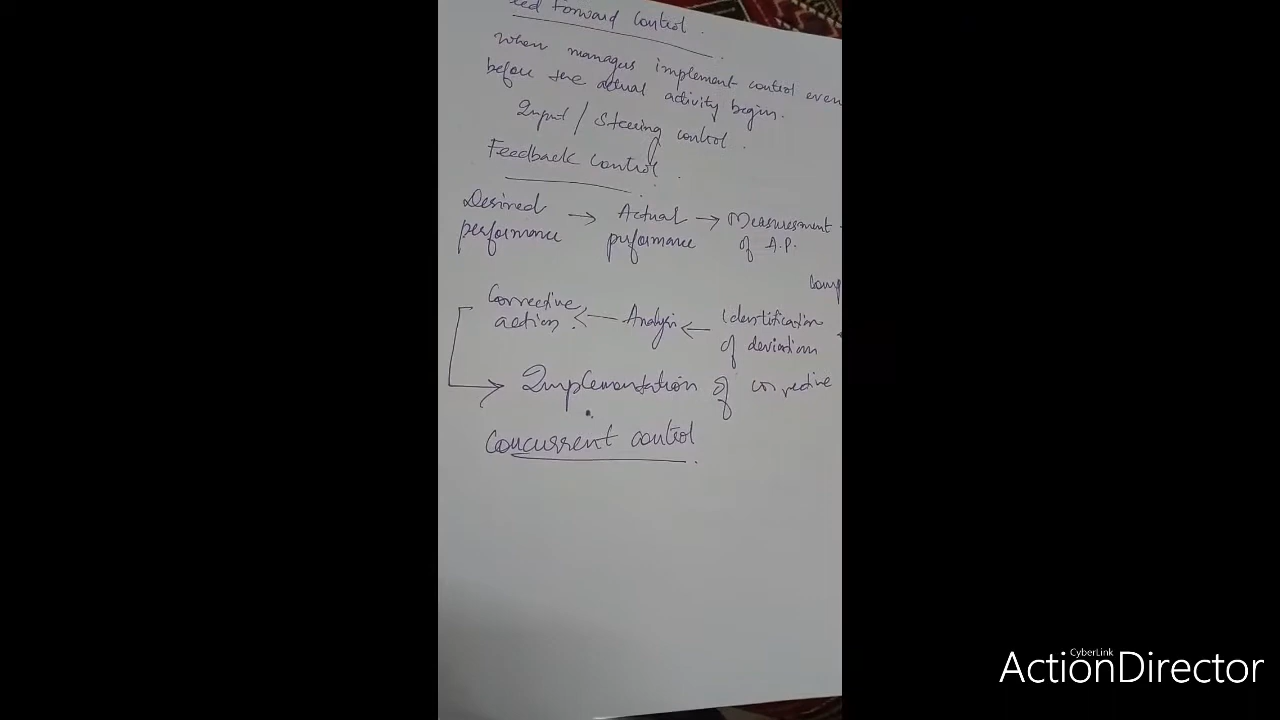 eed Forward Control.
When managers implement control even
before the actual activity begin.
Input / Steering control.
Feedback Control.
Desired performance → Actual performance → Measurement of A.P.
comp
Corrective action. ← Analysis ← Identification of deviation
Implementation of corrective
Concurrent control.
CyberLink
ActionDirector